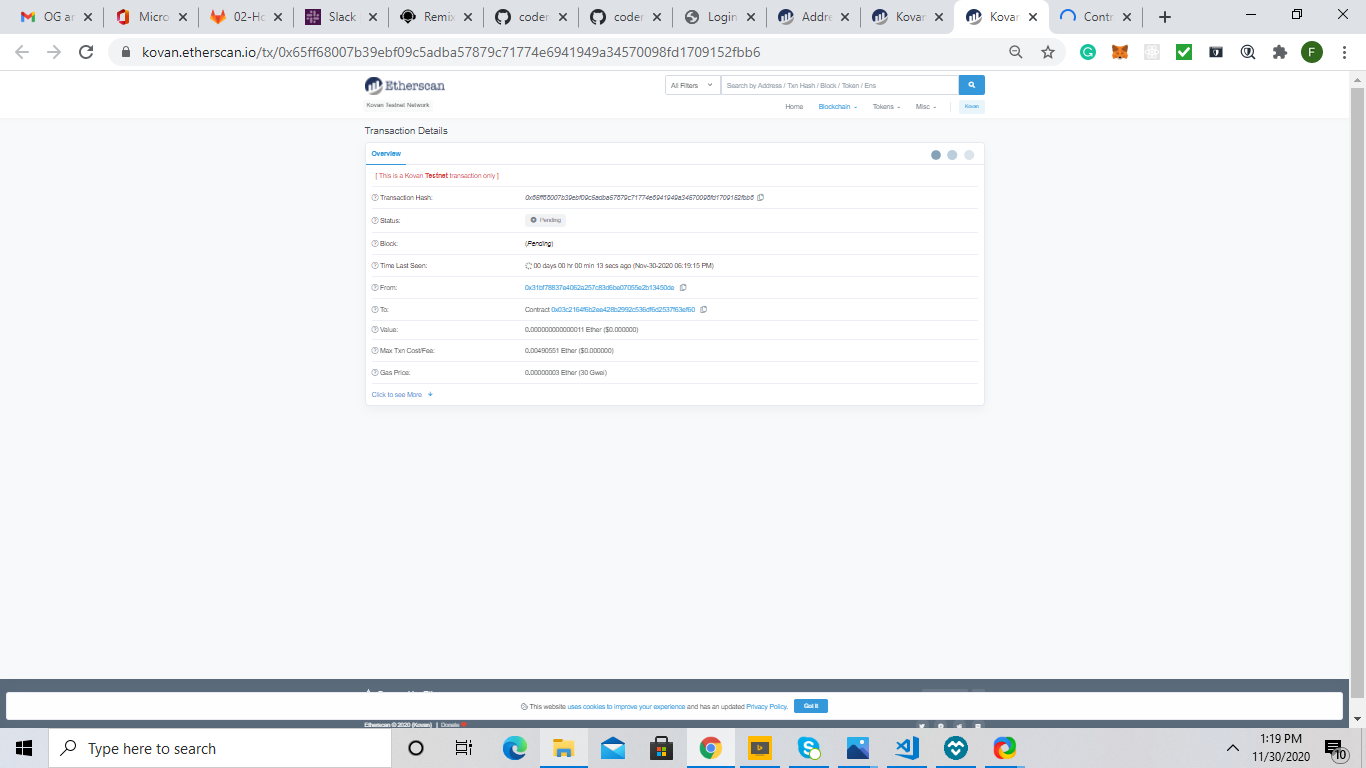 OG ar
Micro
02-Ho
Slack
Remix
coder
coder
Login
Addre
Kovan
Kovan
Contr
kovan.etherscan.io/tx/0x65ff68007b39ebf09c5adba57879c71774e6941949a34570098fd1709152fbb6
F
Etherscan
All Filters
Search by Address / Txn Hash / Block / Token / Ens
Kovan Testnet Network
Home Blockchain Tokens Misc Kovan
Transaction Details
Overview
[ This is a Kovan Testnet transaction only ]
Transaction Hash: 0x65ff68007b39ebf09c5adba57879c71774e6941949a34570098fd1709152fbb6
Status: Pending
Block: (Pending)
Time Last Seen: 00 days 00 hr 00 min 13 secs ago (Nov-30-2020 06:19:15 PM)
From: 0x31bf78837e4062a257c83d6be07055e2b13450de
To: Contract 0x03c2164f6b2ee428b2992c536df6d2537f63ef60
Value: 0.000000000000011 Ether ($0.000000)
Max Txn Cost/Fee: 0.00490551 Ether ($0.000000)
Gas Price: 0.00000003 Ether (30 Gwei)
Click to see More
This website uses cookies to improve your experience and has an updated Privacy Policy. Got It
Etherscan © 2020 (Kovan) | Donate
Type here to search
1:19 PM
11/30/2020
10